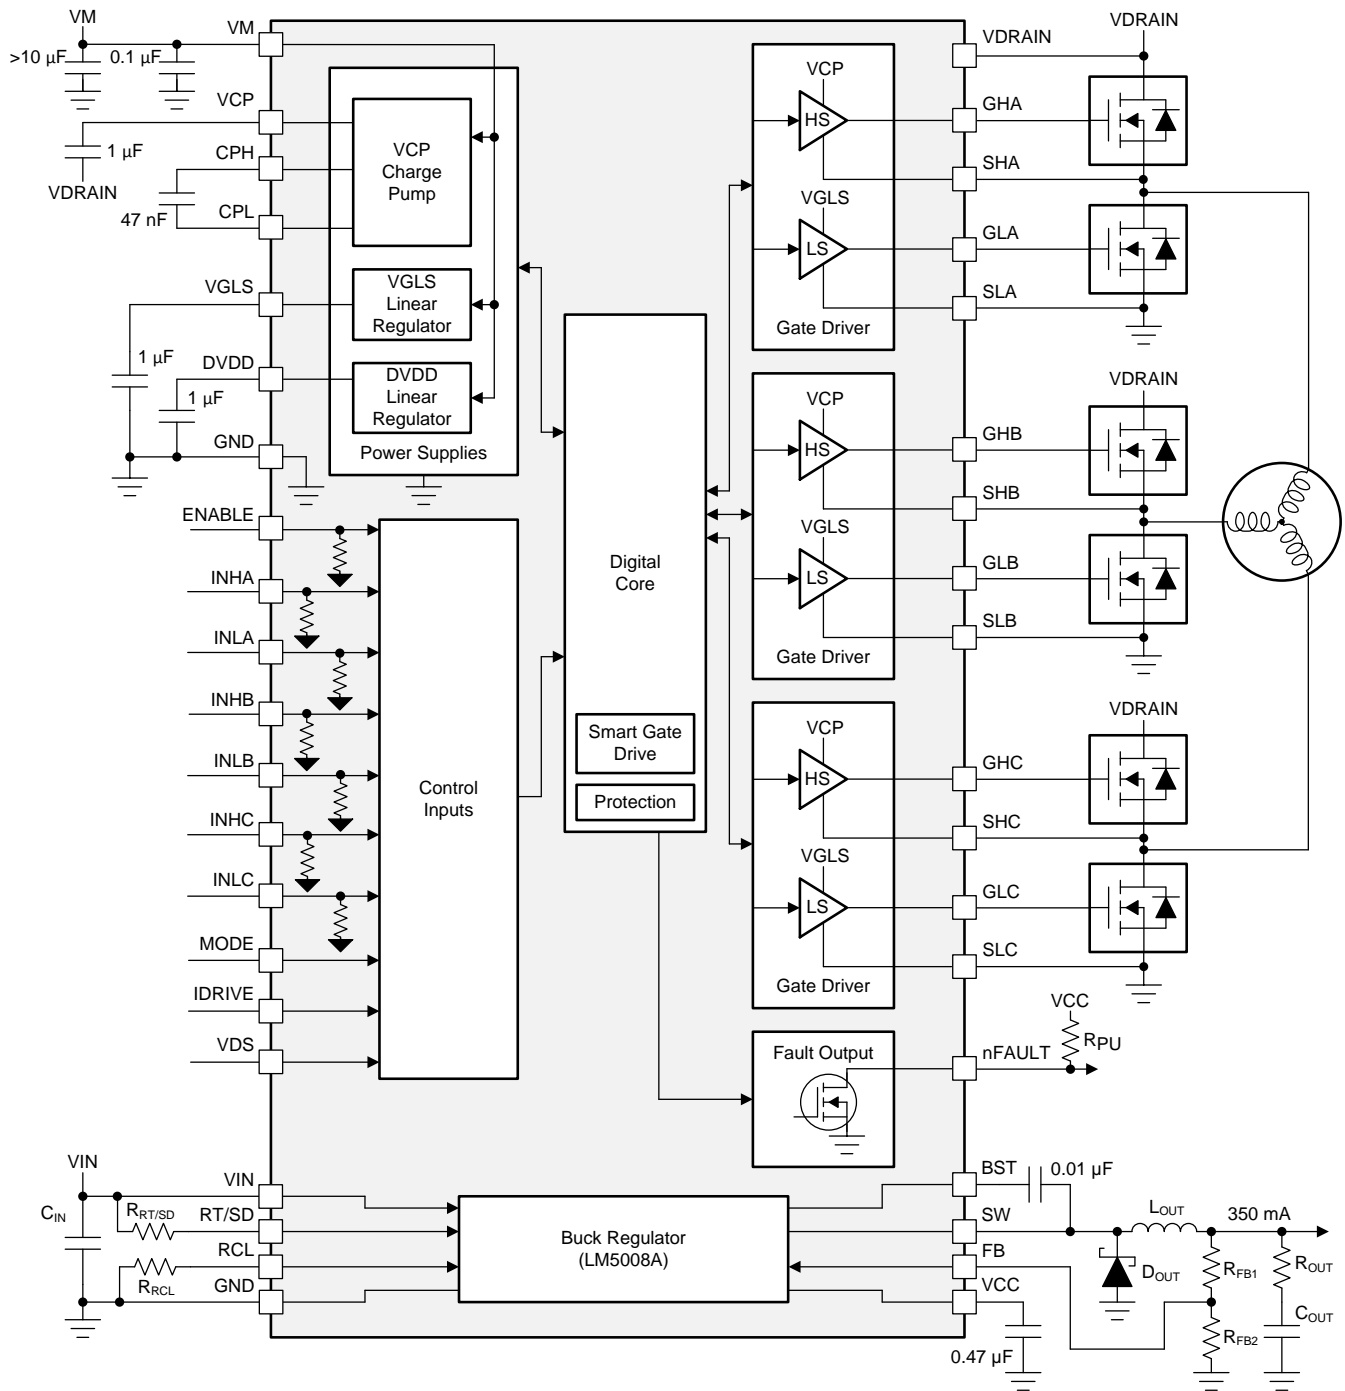 VM
VM
>10 µF
0.1 µF
VCP
1 µF
VDRAIN
CPH
47 nF
CPL
VGLS
1 µF
DVDD
1 µF
GND
VCP
Charge
Pump
VGLS
Linear
Regulator
DVDD
Linear
Regulator
Power Supplies
ENABLE
INHA
INLA
INHB
INLB
INHC
INLC
MODE
IDRIVE
VDS
Control
Inputs
Digital
Core
Smart Gate
Drive
Protection
VCP
HS
VGLS
LS
Gate Driver
VCP
HS
VGLS
LS
Gate Driver
VCP
HS
VGLS
LS
Gate Driver
Fault Output
VDRAIN
VDRAIN
GHA
SHA
GLA
SLA
VDRAIN
GHB
SHB
GLB
SLB
VDRAIN
GHC
SHC
GLC
SLC
VCC
RPU
nFAULT
VIN
VIN
CIN
RRT/SD
RT/SD
RCL
RRCL
GND
Buck Regulator
(LM5008A)
BST
0.01 µF
SW
LOUT
350 mA
FB
DOUT
RFB1
ROUT
VCC
COUT
RFB2
0.47 µF